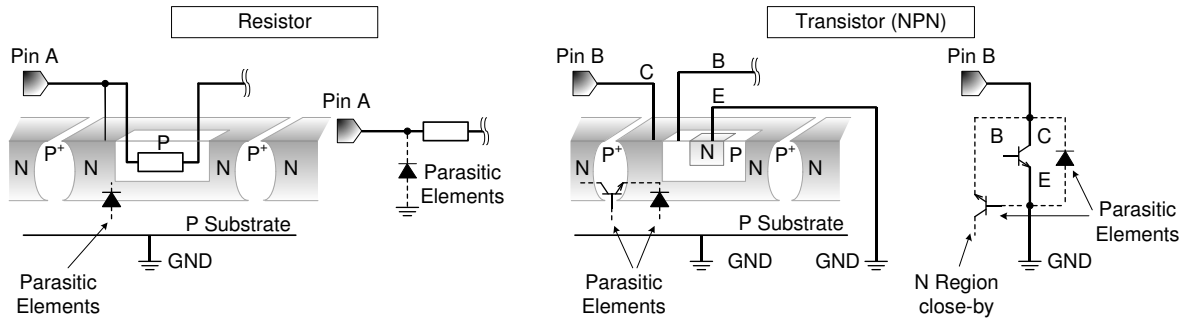 Resistor
Pin A
N
P+
N
P
N
P+
N
P Substrate
GND
Parasitic
Elements
Pin A
Parasitic
Elements
Transistor (NPN)
Pin B
C
B
E
N
P+
N
N
P
N
P+
N
P Substrate
GND
GND
Parasitic
Elements
Pin B
B
C
E
Parasitic
Elements
GND
N Region
close-by